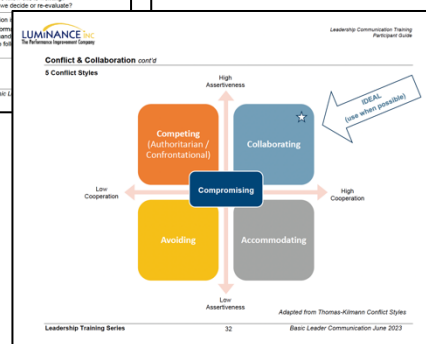 we decide or re-evaluate?
LUMINANCE INC
The Performance Improvement Company
Leadership Communication Training
Participant Guide
Conflict & Collaboration cont'd
5 Conflict Styles
High
Assertiveness
IDEAL
(use when possible)
Competing
(Authoritarian /
Confrontational)
Collaborating
Low
Cooperation
Compromising
High
Cooperation
Avoiding
Accommodating
Low
Assertiveness
Adapted from Thomas-Kilmann Conflict Styles
Leadership Training Series
32
Basic Leader Communication June 2023